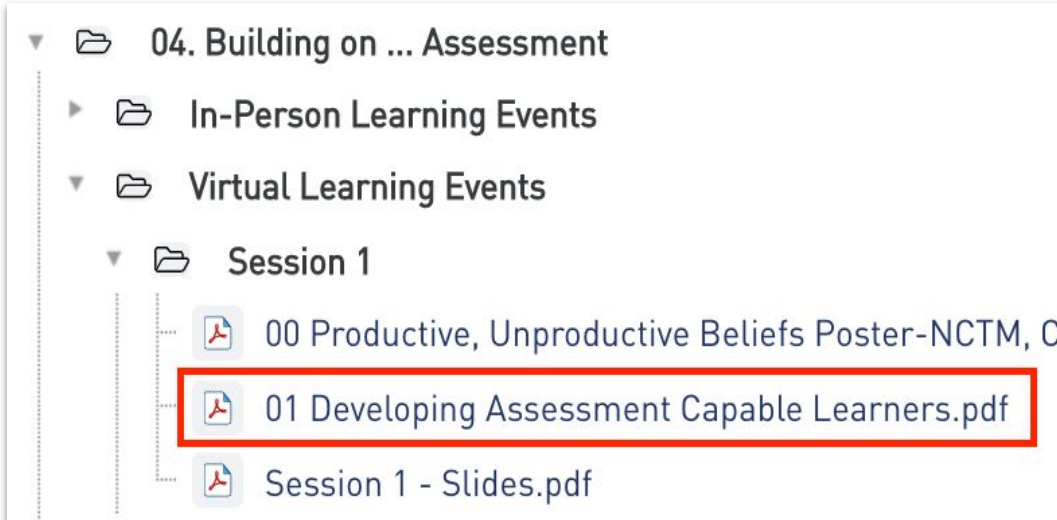 04. Building on ... Assessment
In-Person Learning Events
Virtual Learning Events
Session 1
00 Productive, Unproductive Beliefs Poster-NCTM,
01 Developing Assessment Capable Learners.pdf
Session 1 - Slides.pdf